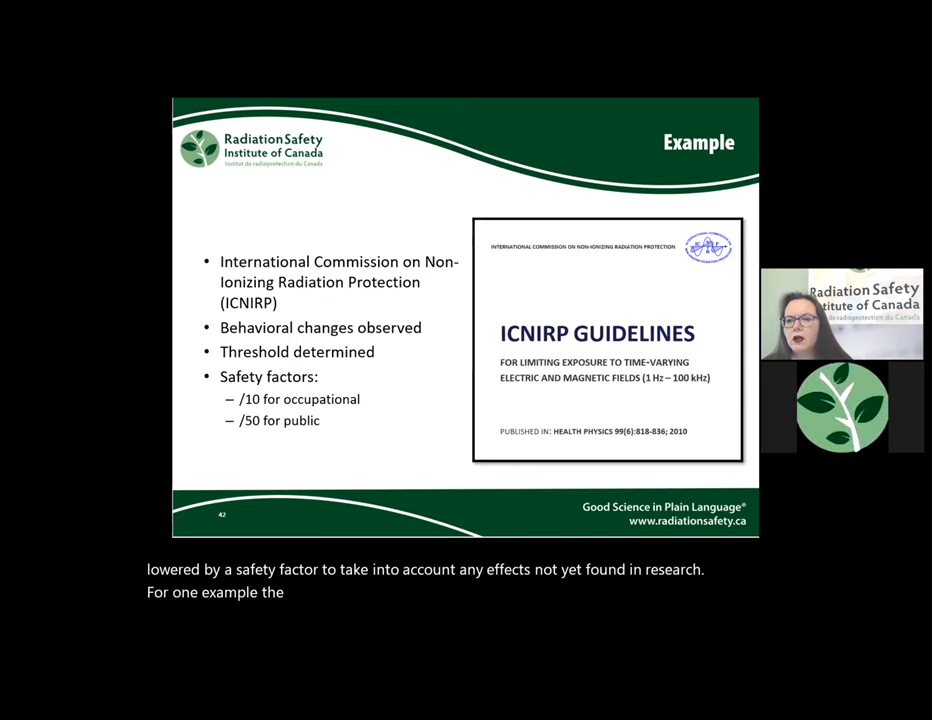 Radiation Safety
Institute of Canada
Institut de radioprotection du Canada
Example
• International Commission on Non-
Ionizing Radiation Protection
(ICNIRP)
• Behavioral changes observed
• Threshold determined
• Safety factors:
– /10 for occupational
– /50 for public
INTERNATIONAL COMMISSION ON NON-IONIZING RADIATION PROTECTION
ICNIRP GUIDELINES
FOR LIMITING EXPOSURE TO TIME-VARYING
ELECTRIC AND MAGNETIC FIELDS (1 Hz – 100 kHz)
PUBLISHED IN: HEALTH PHYSICS 99(6):818-836; 2010
Radiation Safety
titute of Canada
de radioprotection du Canada
42
Good Science in Plain Language®
www.radiationsafety.ca
lowered by a safety factor to take into account any effects not yet found in research.
For one example the